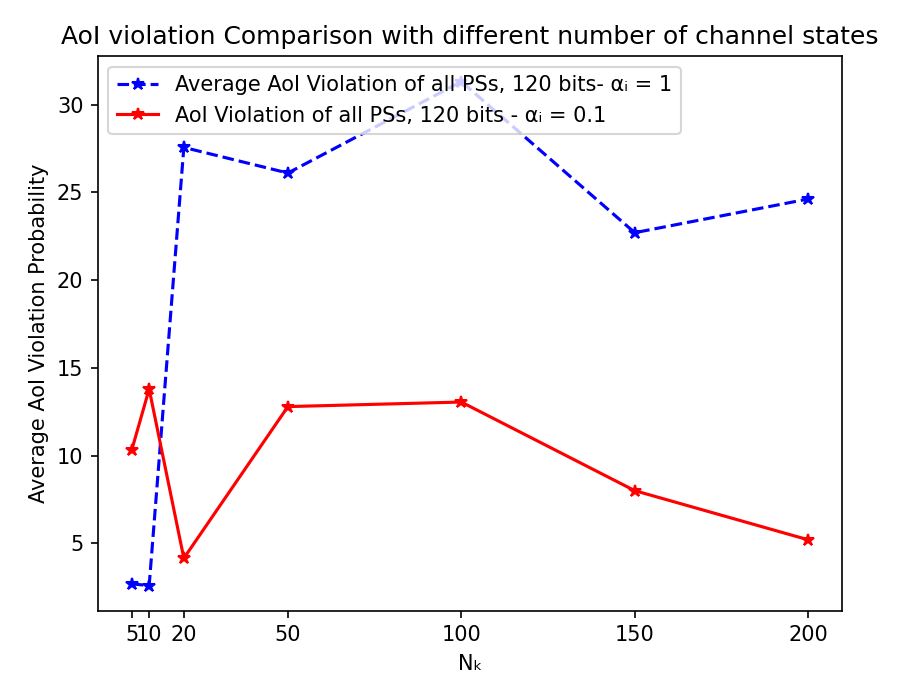 AoI violation Comparison with different number of channel states
Average AoI Violation of all PSs, 120 bits- αᵢ = 1
AoI Violation of all PSs, 120 bits - αᵢ = 0.1
Average AoI Violation Probability
30
25
20
15
10
5
5 10 20 50 100 150 200
Nₖ